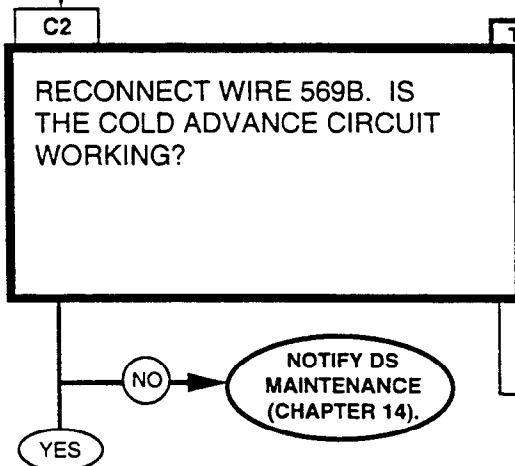 C2
RECONNECT WIRE 569B. IS
THE COLD ADVANCE CIRCUIT
WORKING?
NO
NOTIFY DS
MAINTENANCE
(CHAPTER 14).
YES